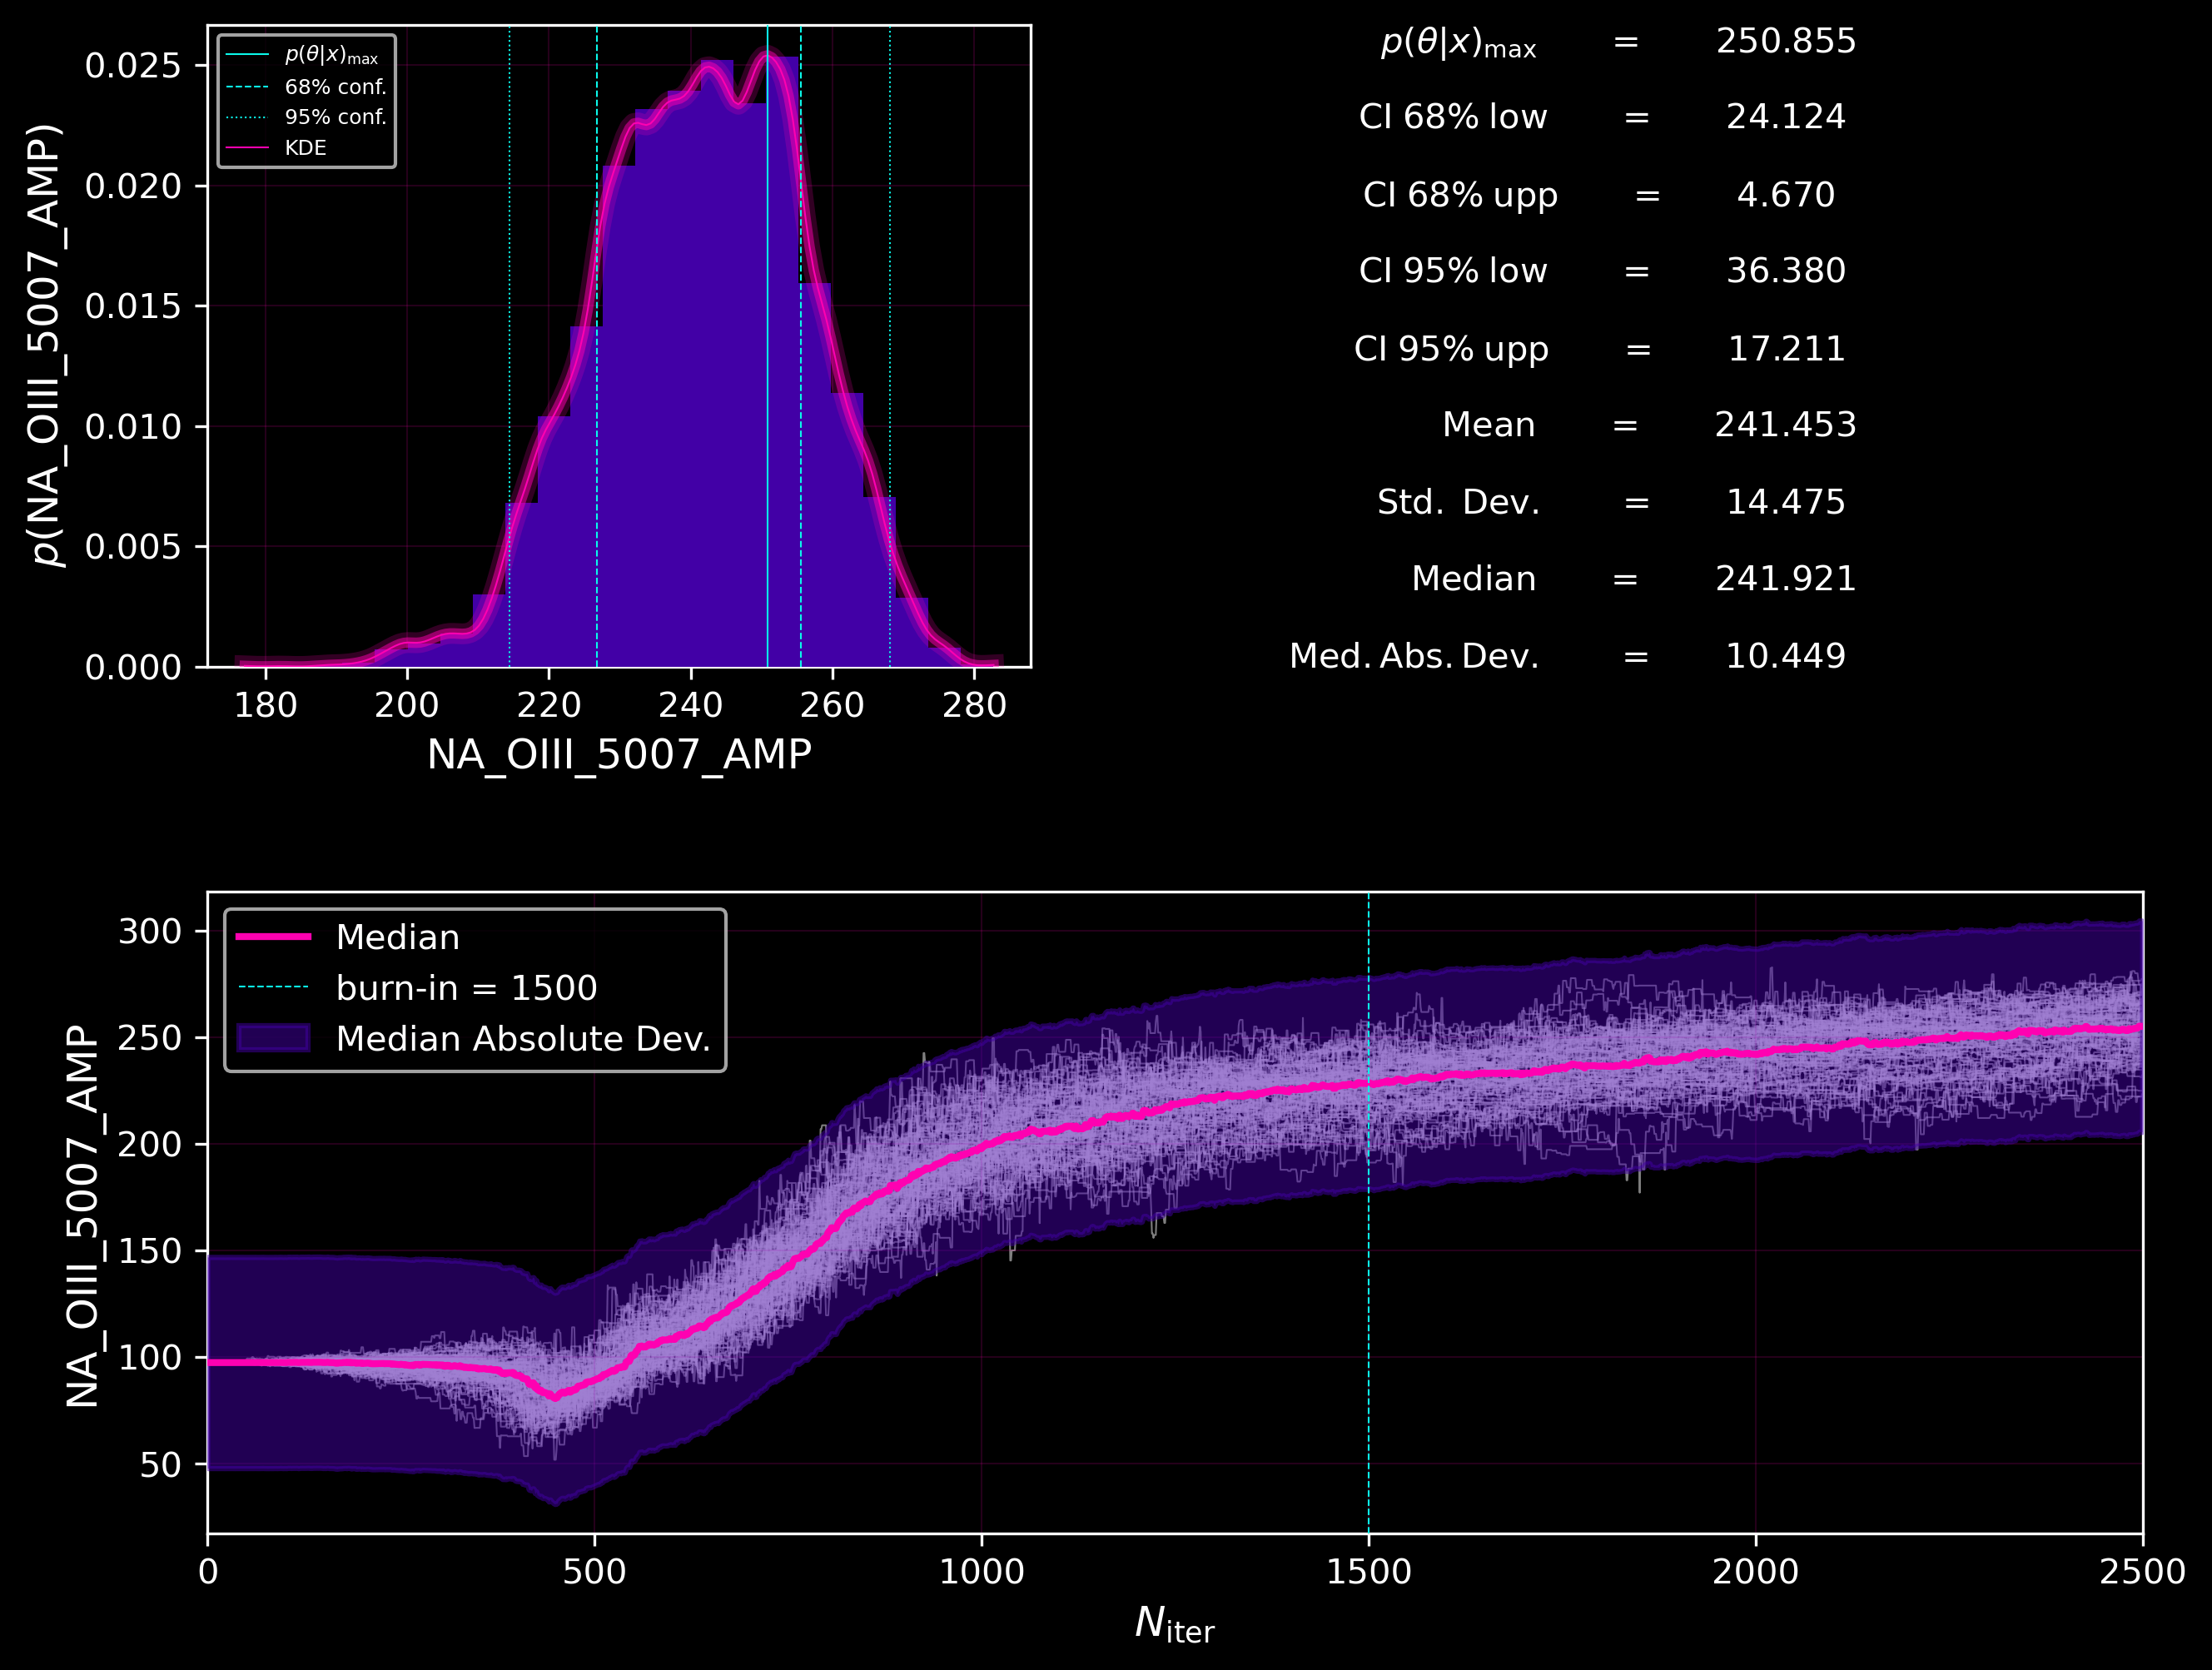 p(θ|x)max
68% conf.
95% conf.
KDE
0.025
0.020
0.015
0.010
0.005
0.000
p(NA_OIII_5007_AMP)
180 200 220 240 260 280
NA_OIII_5007_AMP
p(θ|x)max = 250.855
CI 68% low = 24.124
CI 68% upp = 4.670
CI 95% low = 36.380
CI 95% upp = 17.211
Mean = 241.453
Std. Dev. = 14.475
Median = 241.921
Med. Abs. Dev. = 10.449
Median
burn-in = 1500
Median Absolute Dev.
300
250
200
150
100
50
NA_OIII_5007_AMP
0 500 1000 1500 2000 2500
Niter